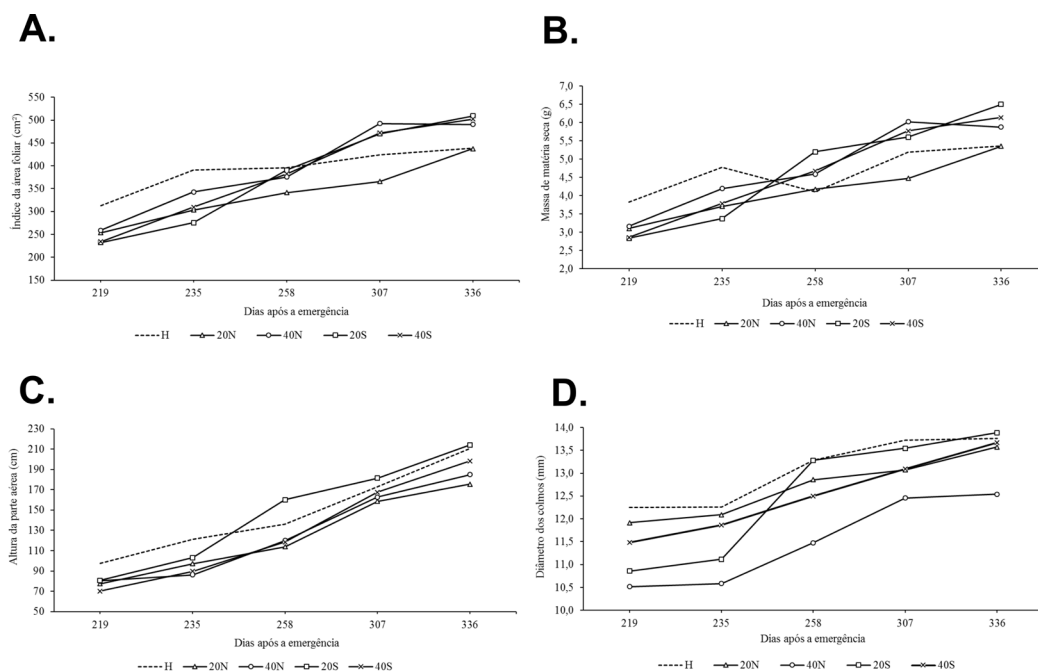 A.
Índice da área foliar (cm²)
550
500
450
400
350
300
250
200
150
219 235 258 307 336
Dias após a emergência
H 20N 40N 20S 40S
B.
Massa de matéria seca (g)
7,0
6,5
6,0
5,5
5,0
4,5
4,0
3,5
3,0
2,5
2,0
219 235 258 307 336
Dias após a emergência
H 20N 40N 20S 40S
C.
Altura da parte aérea (cm)
230
210
190
170
150
130
110
90
70
50
219 235 258 307 336
Dias após a emergência
H 20N 40N 20S 40S
D.
Diâmetro dos colmos (mm)
14,0
13,5
13,0
12,5
12,0
11,5
11,0
10,5
10,0
219 235 258 307 336
Dias após a emergência
H 20N 40N 20S 40S